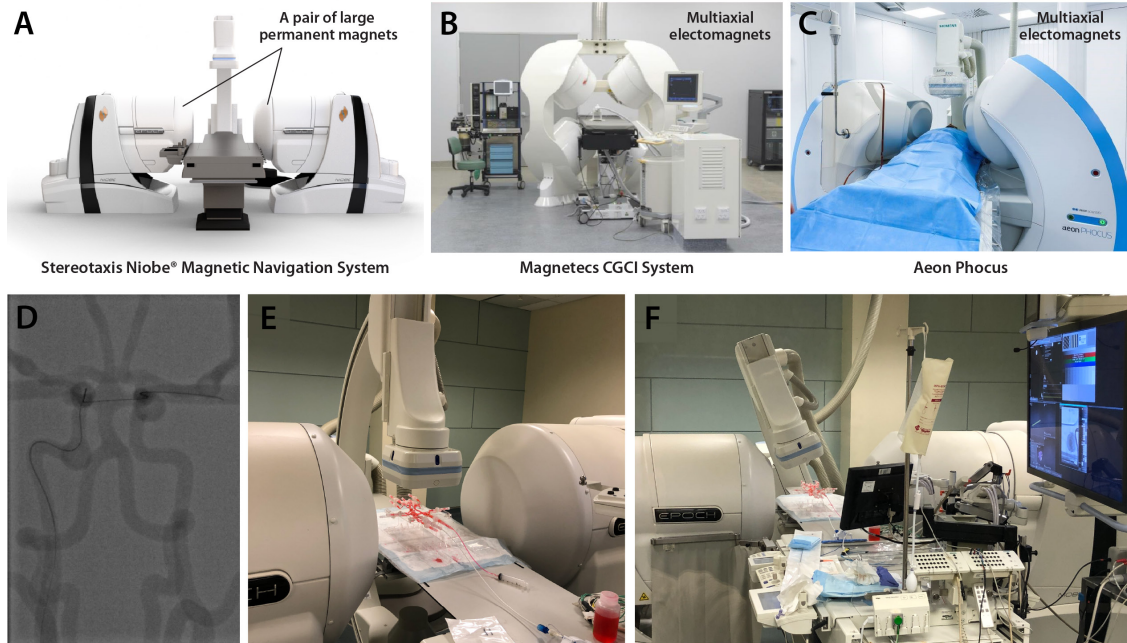 A
A pair of large
permanent magnets
B
Multiaxial
electomagnets
C
SIEMENS
Multiaxial
electomagnets
aeon PHOCUS
Stereotaxis Niobe® Magnetic Navigation System
Magnetecs CGCI System
Aeon Phocus
D
E
F
EPOCH